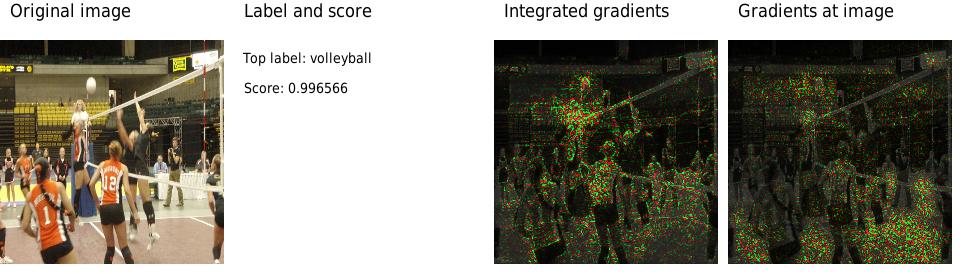 Original image
Label and score
Integrated gradients
Gradients at image
Top label: volleyball
Score: 0.996566
12
1